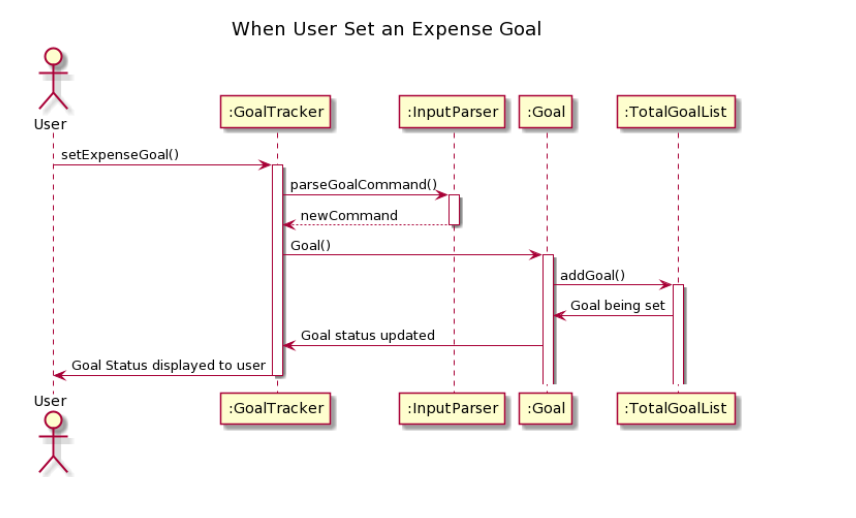 When User Set an Expense Goal
User
:GoalTracker
:InputParser
:Goal
:TotalGoalList
setExpenseGoal()
parseGoalCommand()
newCommand
Goal()
addGoal()
Goal being set
Goal status updated
Goal Status displayed to user
User
:GoalTracker
:InputParser
:Goal
:TotalGoalList